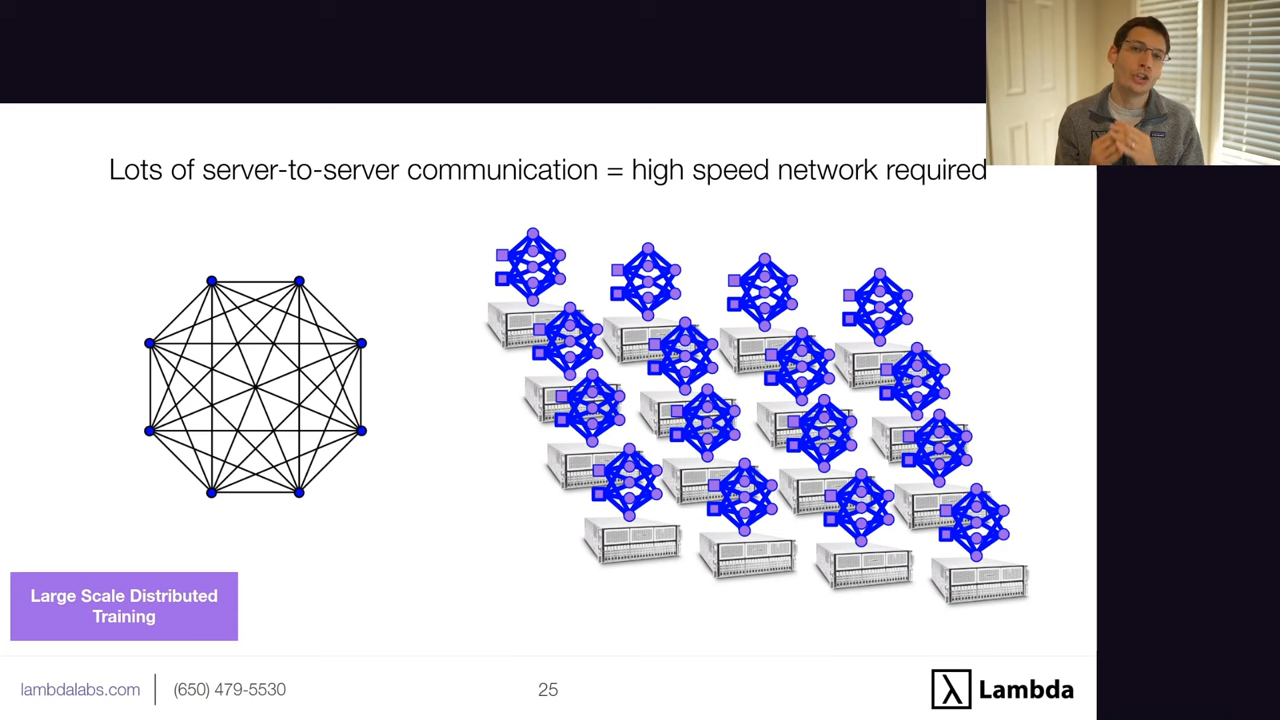 Lots of server-to-server communication = high speed network required
Large Scale Distributed
Training
lambdalabs.com
(650) 479-5530
25
λ Lambda